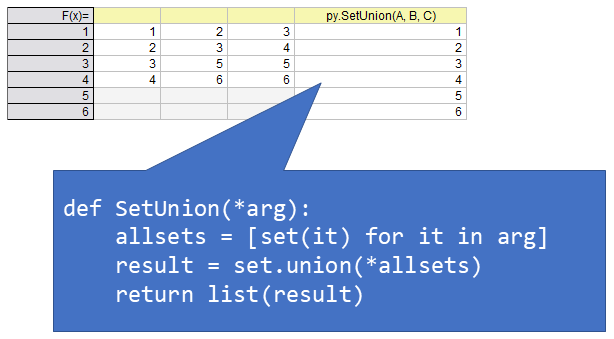 F(x)= py.SetUnion(A, B, C)
1 1 2 3 1
2 2 3 4 2
3 3 5 5 3
4 4 6 6 4
5 5
6 6
def SetUnion(*arg):
    allsets = [set(it) for it in arg]
    result = set.union(*allsets)
    return list(result)